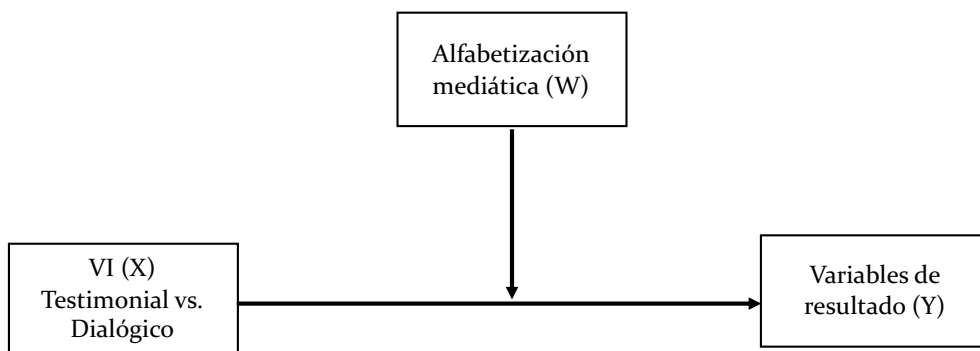 Alfabetización
mediática (W)
VI (X)
Testimonial vs.
Dialógico
Variables de
resultado (Y)